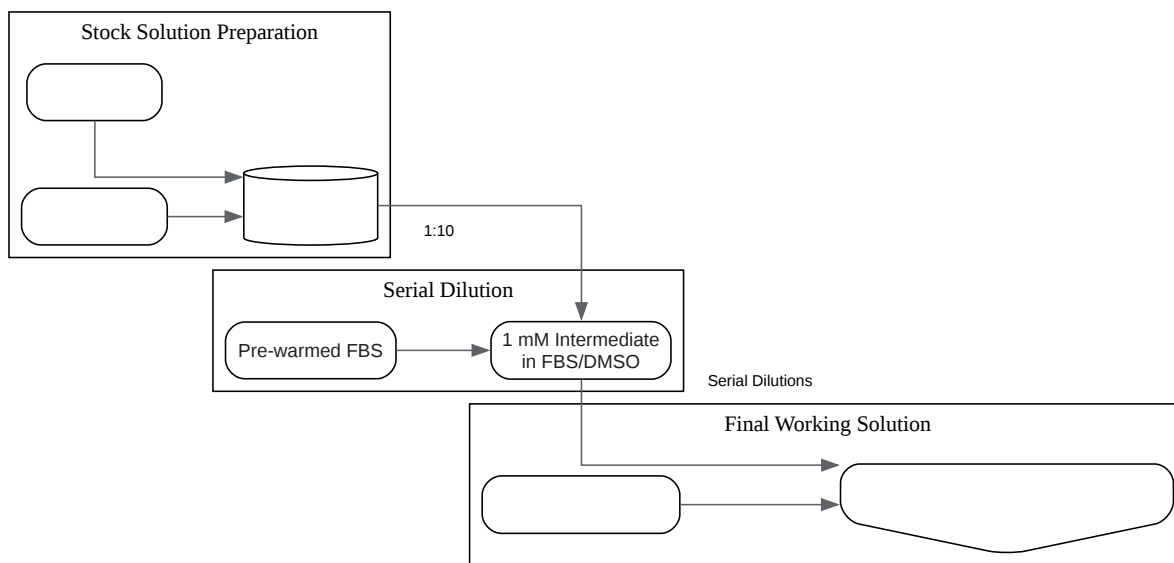 Stock Solution Preparation
1:10
Serial Dilution
Pre-warmed FBS
1 mM Intermediate
in FBS/DMSO
Serial Dilutions
Final Working Solution